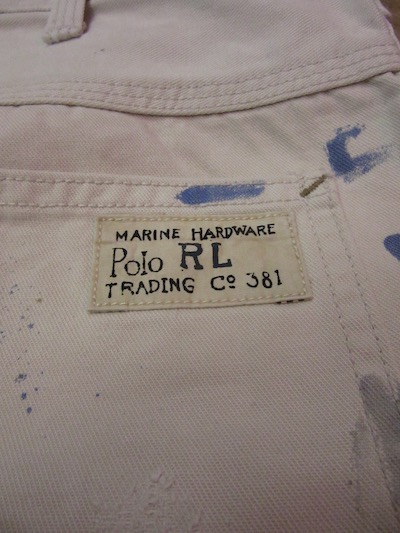 MARINE HARDWARE
Polo RL
TRADING Cº 381